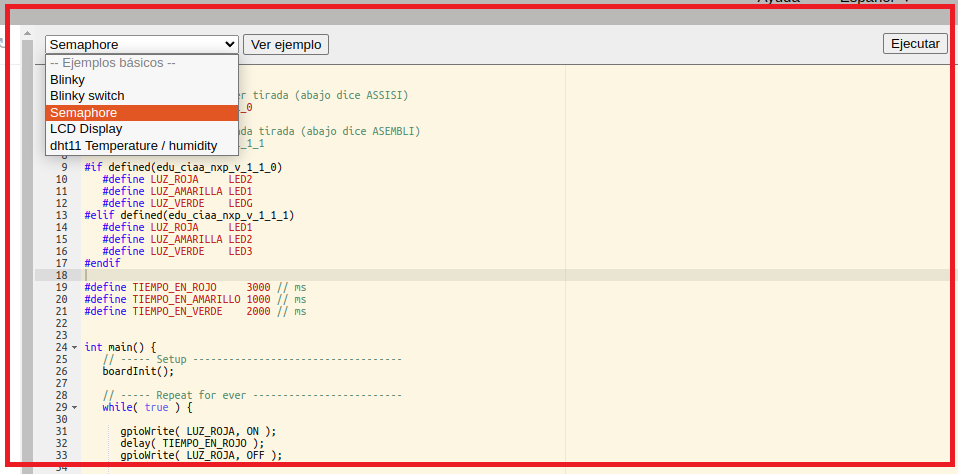 Semaphore Ver ejemplo Ejecutar
-- Ejemplos básicos --
Blinky
Blinky switch
Semaphore
LCD Display
dht11 Temperature / humidity
tirada (abajo dice ASISI)
_0
tirada (abajo dice ASEMBLI)
_1_1
9 #if defined(edu_ciaa_nxp_v_1_1_0)
10 #define LUZ_ROJA LED2
11 #define LUZ_AMARILLA LED1
12 #define LUZ_VERDE LEDG
13 #elif defined(edu_ciaa_nxp_v_1_1_1)
14 #define LUZ_ROJA LED1
15 #define LUZ_AMARILLA LED2
16 #define LUZ_VERDE LED3
17 #endif
18
19 #define TIEMPO_EN_ROJO 3000 // ms
20 #define TIEMPO_EN_AMARILLO 1000 // ms
21 #define TIEMPO_EN_VERDE 2000 // ms
22
23
24 int main() {
25 // ----- Setup -----------------------------------
26 boardInit();
27
28 // ----- Repeat for ever -------------------------
29 while( true ) {
30
31 gpioWrite( LUZ_ROJA, ON );
32 delay( TIEMPO_EN_ROJO );
33 gpioWrite( LUZ_ROJA, OFF );
34